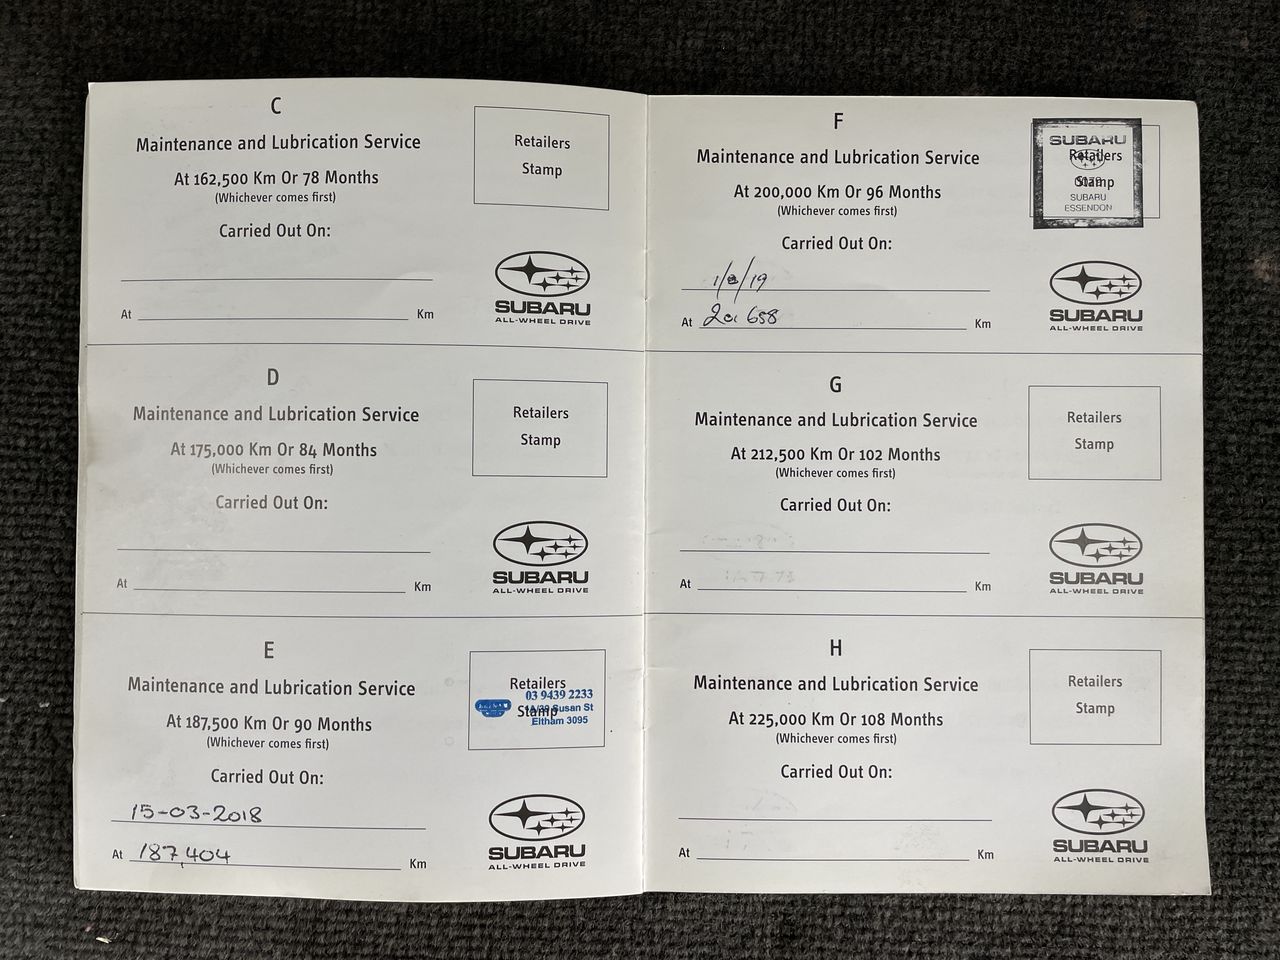 C
Maintenance and Lubrication Service
At 162,500 Km Or 78 Months
(Whichever comes first)
Carried Out On:
At Km
Retailers
Stamp
SUBARU
ALL-WHEEL DRIVE
D
Maintenance and Lubrication Service
At 175,000 Km Or 84 Months
(Whichever comes first)
Carried Out On:
At Km
Retailers
Stamp
SUBARU
ALL-WHEEL DRIVE
E
Maintenance and Lubrication Service
At 187,500 Km Or 90 Months
(Whichever comes first)
Carried Out On:
15-03-2018
At 187,404 Km
Retailers
Stamp
03 9439 2233
Susan St
Eltham 3095
SUBARU
ALL-WHEEL DRIVE
F
Maintenance and Lubrication Service
At 200,000 Km Or 96 Months
(Whichever comes first)
Carried Out On:
At 201 658 Km
Retailers
Stamp
SUBARU
SUBARU
ESSENDON
SUBARU
ALL-WHEEL DRIVE
G
Maintenance and Lubrication Service
At 212,500 Km Or 102 Months
(Whichever comes first)
Carried Out On:
At Km
Retailers
Stamp
SUBARU
ALL-WHEEL DRIVE
H
Maintenance and Lubrication Service
At 225,000 Km Or 108 Months
(Whichever comes first)
Carried Out On:
At Km
Retailers
Stamp
SUBARU
ALL-WHEEL DRIVE